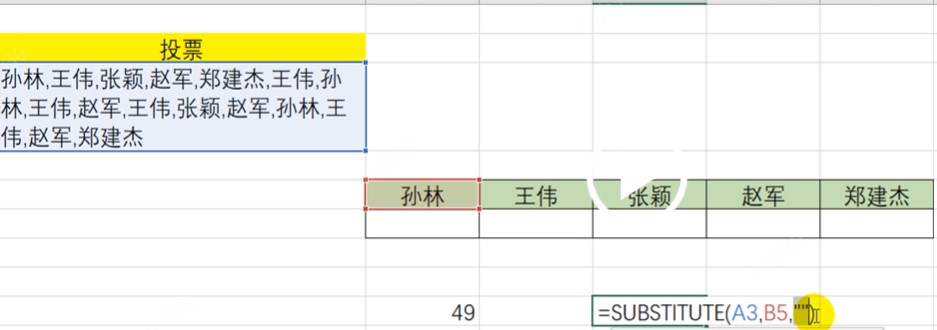 投票
孙林,王伟,张颖,赵军,郑建杰,王伟,孙
林,王伟,赵军,王伟,张颖,赵军,孙林,王
伟,赵军,郑建杰
孙林 王伟 张颖 赵军 郑建杰
49 =SUBSTITUTE(A3,B5,"")